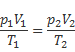 p₁V₁/T₁ = p₂V₂/T₂